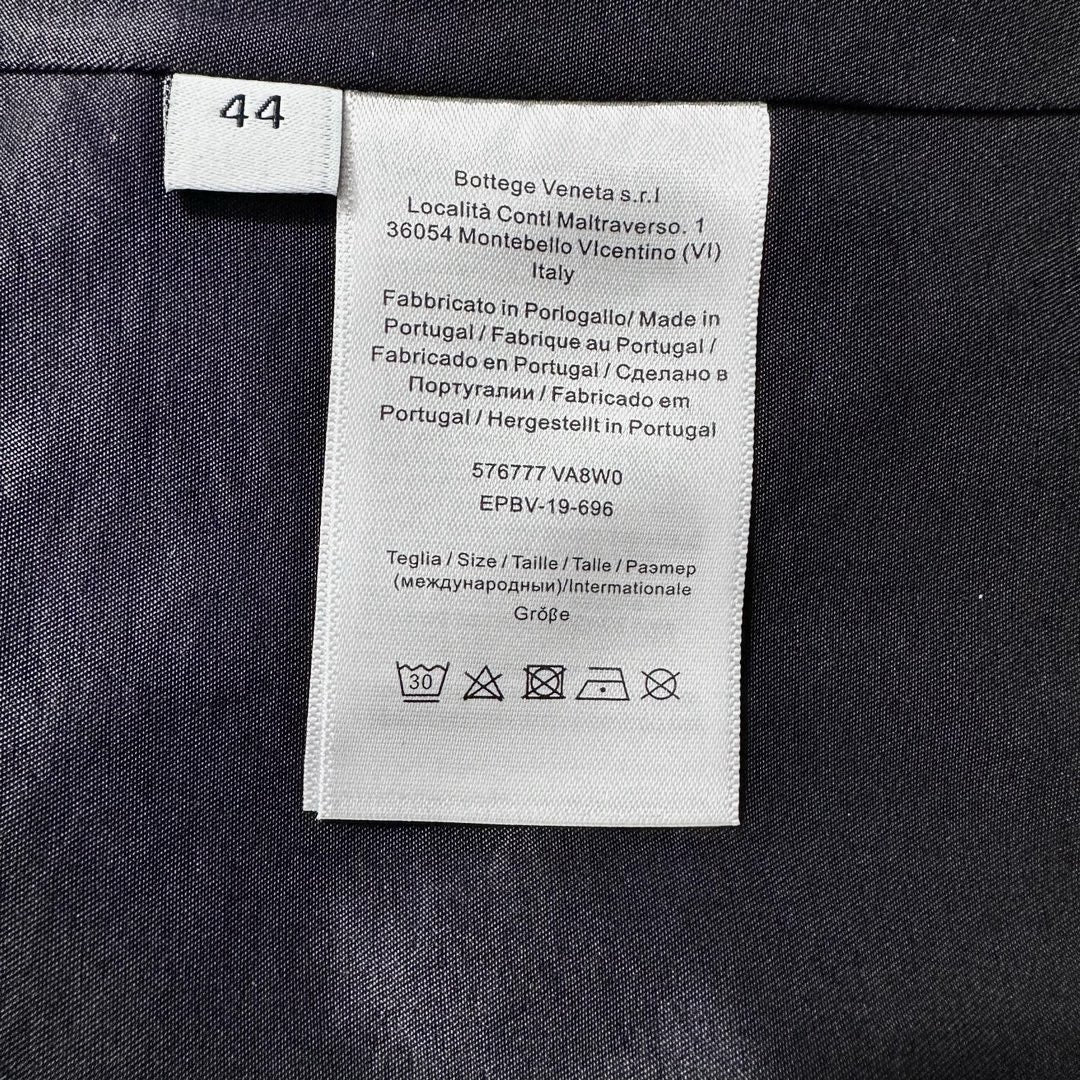 44
Bottege Veneta s.r.l
Località Contl Maltraverso. 1
36054 Montebello VIcentino (VI)
Italy
Fabbricato in Porlogallo/ Made in
Portugal / Fabrique au Portugal /
Fabricado en Portugal / Сделано в
Португалии / Fabricado em
Portugal / Hergestellt in Portugal
576777 VA8W0
EPBV-19-696
Teglia / Size / Taille / Talle / Размер
(международный)/Internationale
Größe
30